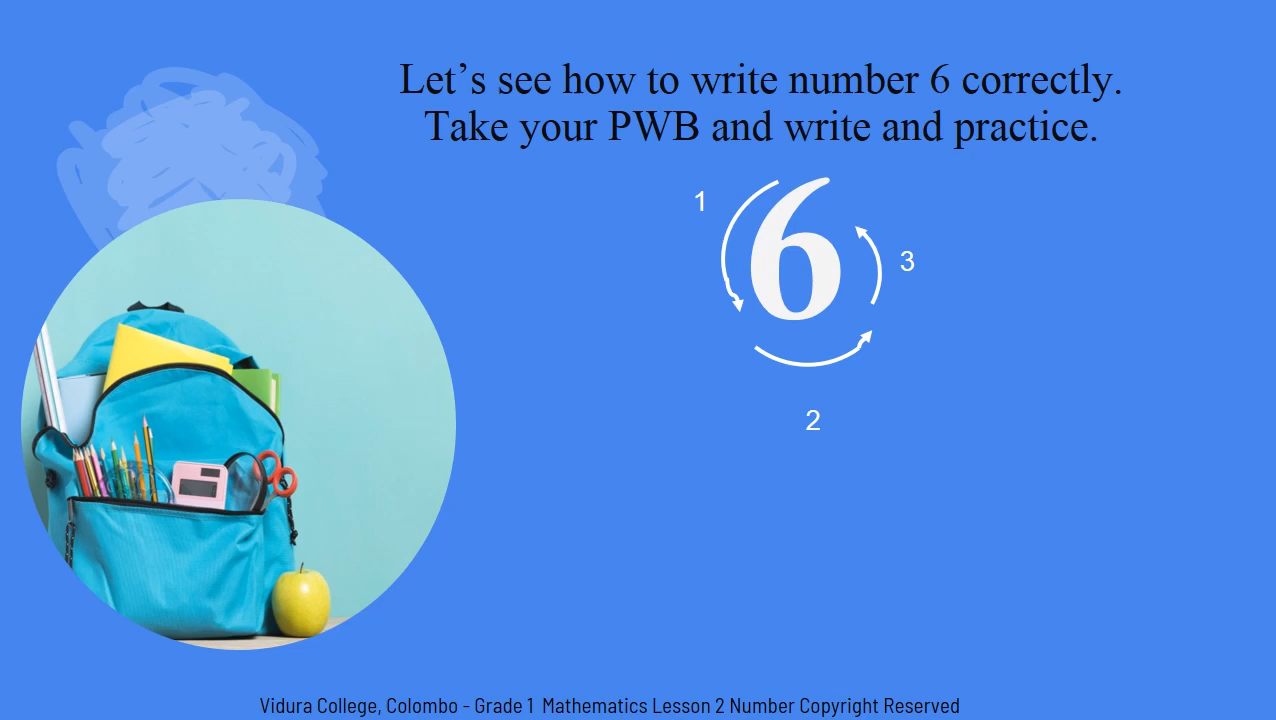 Let’s see how to write number 6 correctly.
Take your PWB and write and practice.
1
6
3
2
Vidura College, Colombo - Grade 1 Mathematics Lesson 2 Number Copyright Reserved